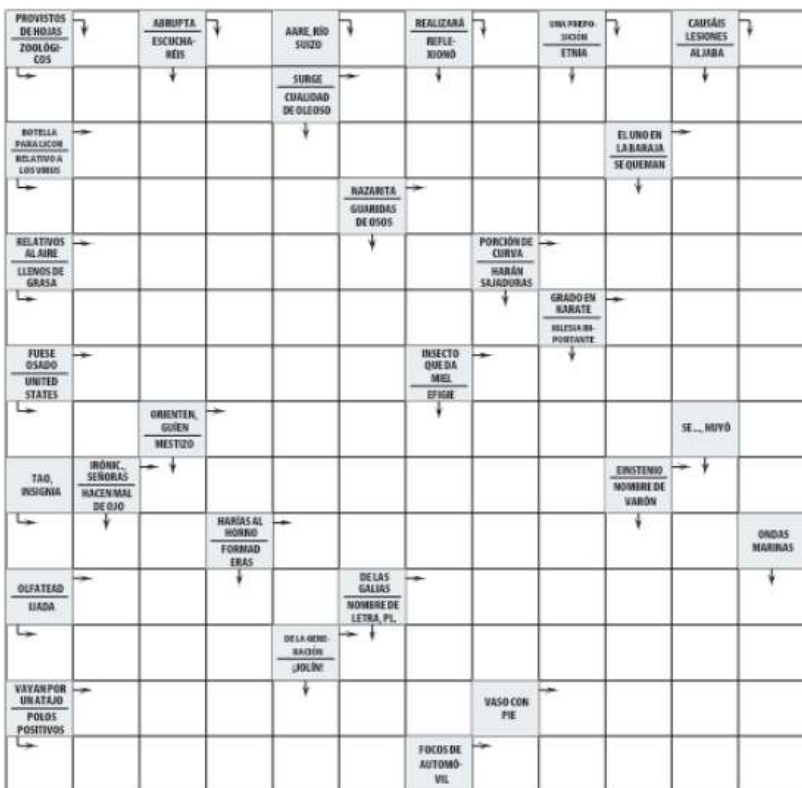 PROVISTOS
DE HOJAS
ZOOLÓGI-
COS
ABRUPTA
ESCUCHA-
RÉIS
AARE, RÍO
SUIZO
REALIZARÁ
REFLE-
XIONÓ
UNA PREPO-
SICIÓN
ETNIA
CAUSÁIS
LESIONES
ALJABA
SURGE
CUALIDAD
DE OLEOSO
BOTELLA
PARA LICOR
RELATIVO A
LOS VIRUS
EL UNO EN
LA BARAJA
SE QUEMAN
NAZARITA
GUARIDAS
DE OSOS
RELATIVOS
AL AIRE
LLENOS DE
GRASA
PORCIÓN DE
CURVA
HARÁN
SAJADURAS
GRADO EN
KARATE
IGLESIA IM-
PORTANTE
FUESE
OSADO
UNITED
STATES
INSECTO
QUE DA
MIEL
EFIGIE
ORIENTEN,
GUÍEN
MESTIZO
SE..., HUYÓ
TAO,
INSIGNIA
IRÓNIC.,
SEÑORAS
HACEN MAL
DE OJO
EINSTENIO
NOMBRE DE
VARÓN
HARÍAS AL
HORNO
FORMAD
ERAS
ONDAS
MARINAS
OLFATEAD
LIADA
DE LAS
GALIAS
NOMBRE DE
LETRA, PL.
DE LA GENE-
RACIÓN
¡JOLÍN!
VAYAN POR
UN ATAJO
POLOS
POSITIVOS
VASO CON
PIE
FOCOS DE
AUTOMÓ-
VIL